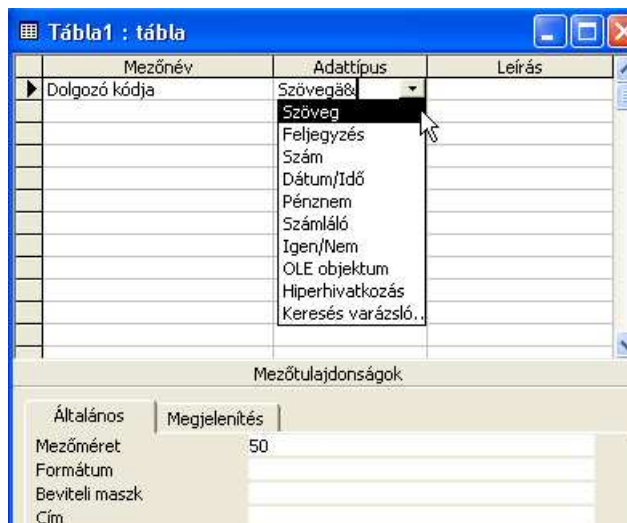 Tábla1 : tábla
Mezőnév Adattípus Leírás
Dolgozó kódja Szövegä&
Szöveg
Feljegyzés
Szám
Dátum/Idő
Pénznem
Számláló
Igen/Nem
OLE objektum
Hiperhivatkozás
Keresés varázsló..
Mezőtulajdonságok
Általános Megjelenítés
Mezőméret 50
Formátum
Beviteli maszk
Cím